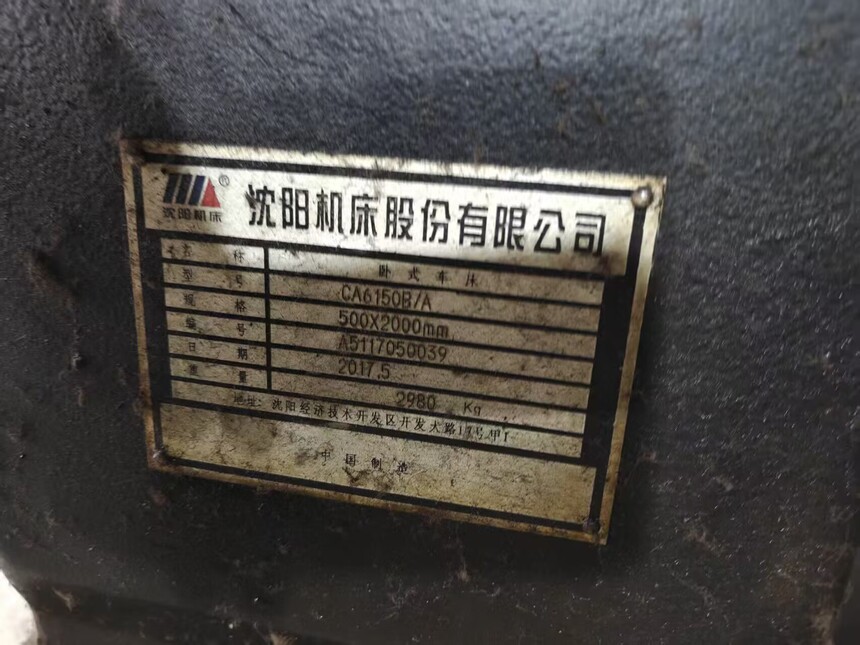 沈阳机床® 沈阳机床股份有限公司
名称 卧式车床
型号 CA6150B/A
规格 500X2000mm
编号 A5117050039
日期 2017.5
重量 2980 Kg
地址：沈阳经济技术开发区开发大路17号甲1
中国制造